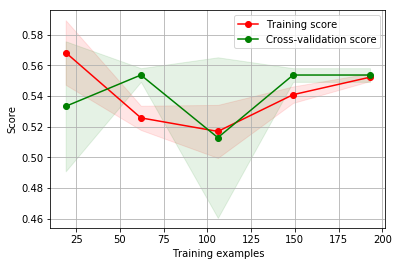 Training score
Cross-validation score
0.58
0.56
0.54
0.52
0.50
0.48
0.46
Score
25 50 75 100 125 150 175 200
Training examples